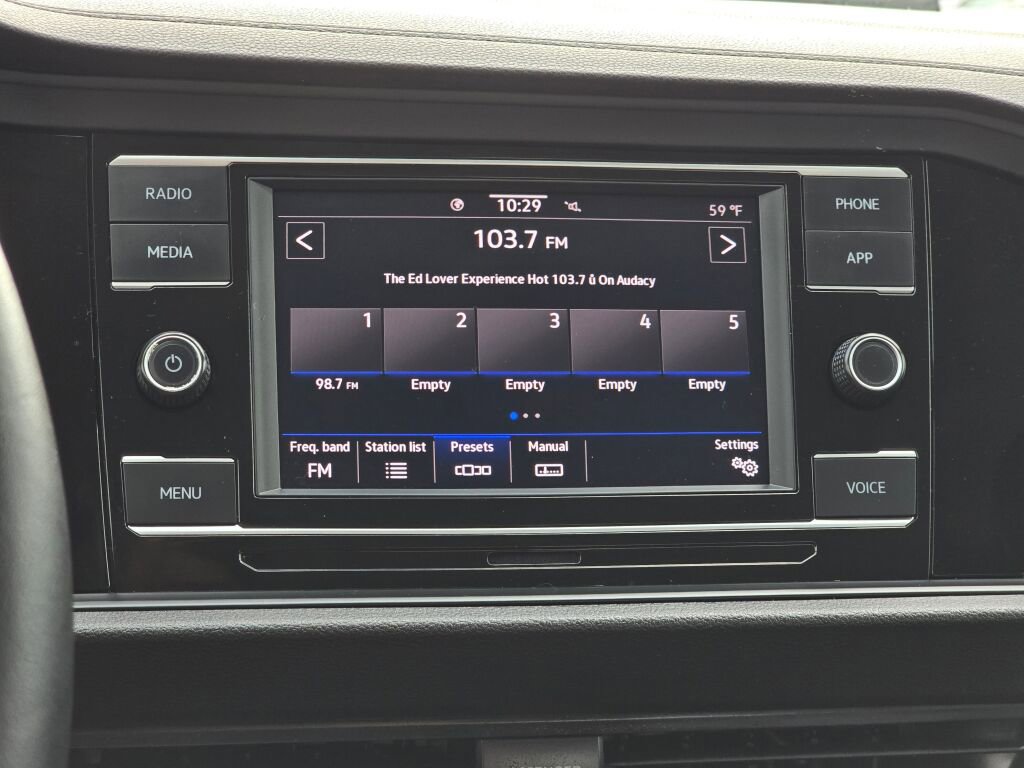 RADIO
MEDIA
MENU
10:29
59 °F
<
103.7 FM
>
The Ed Lover Experience Hot 103.7 û On Audacy
1 2 3 4 5
98.7 FM Empty Empty Empty Empty
Freq. band Station list Presets Manual Settings
FM
PHONE
APP
VOICE